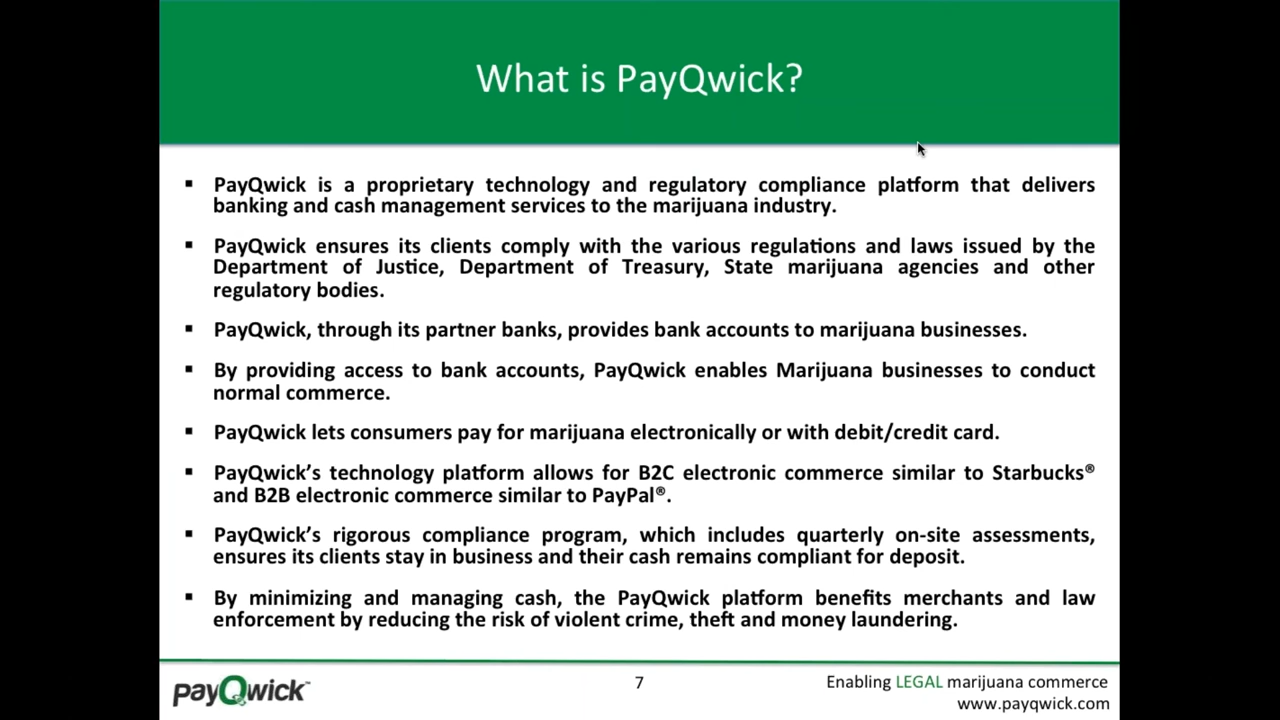 What is PayQwick?
▪ PayQwick is a proprietary technology and regulatory compliance platform that delivers
banking and cash management services to the marijuana industry.
▪ PayQwick ensures its clients comply with the various regulations and laws issued by the
Department of Justice, Department of Treasury, State marijuana agencies and other
regulatory bodies.
▪ PayQwick, through its partner banks, provides bank accounts to marijuana businesses.
▪ By providing access to bank accounts, PayQwick enables Marijuana businesses to conduct
normal commerce.
▪ PayQwick lets consumers pay for marijuana electronically or with debit/credit card.
▪ PayQwick’s technology platform allows for B2C electronic commerce similar to Starbucks®
and B2B electronic commerce similar to PayPal®.
▪ PayQwick’s rigorous compliance program, which includes quarterly on-site assessments,
ensures its clients stay in business and their cash remains compliant for deposit.
▪ By minimizing and managing cash, the PayQwick platform benefits merchants and law
enforcement by reducing the risk of violent crime, theft and money laundering.
payQwick™
7
Enabling LEGAL marijuana commerce
www.payqwick.com